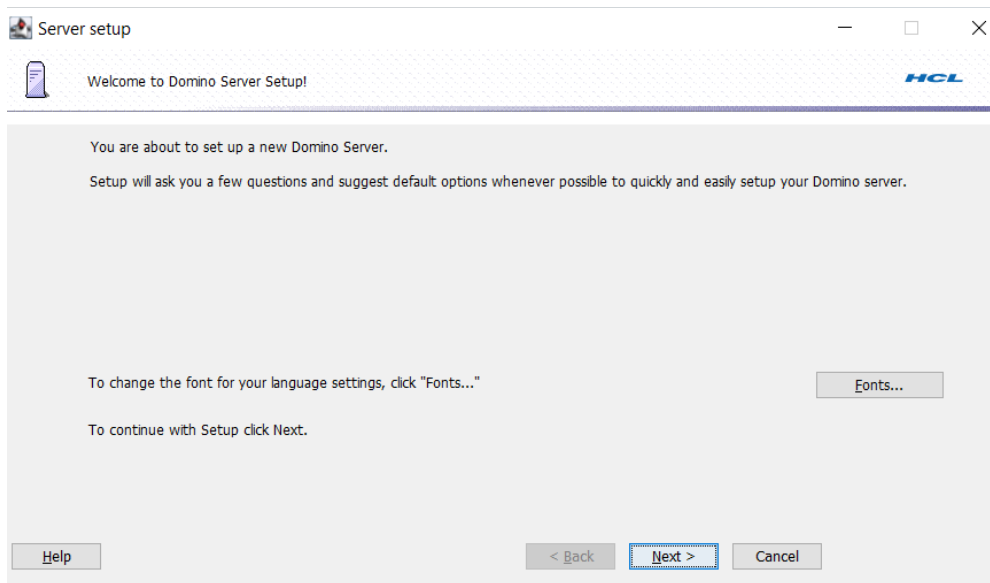 Server setup
Welcome to Domino Server Setup!
HCL
You are about to set up a new Domino Server.
Setup will ask you a few questions and suggest default options whenever possible to quickly and easily setup your Domino server.
To change the font for your language settings, click "Fonts..."
Fonts...
To continue with Setup click Next.
Help
< Back
Next >
Cancel